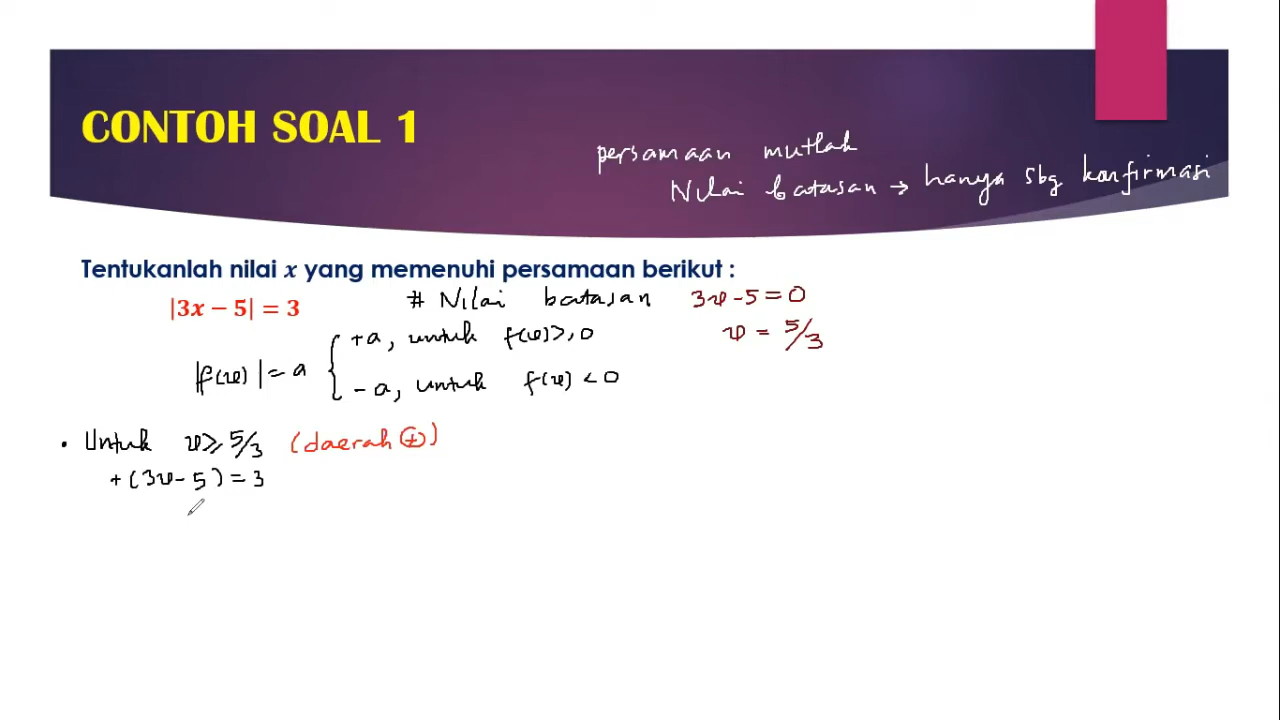 CONTOH SOAL 1
persamaan mutlak
Nilai batasan → hanya sbg konfirmasi
Tentukanlah nilai x yang memenuhi persamaan berikut :
|3x − 5| = 3
# Nilai batasan 3x - 5 = 0
x = 5/3
|f(x)| = a { +a, untuk f(x) ≥ 0
- a, untuk f(x) < 0
• Untuk x ≥ 5/3 (daerah ⊕)
+(3x - 5) = 3